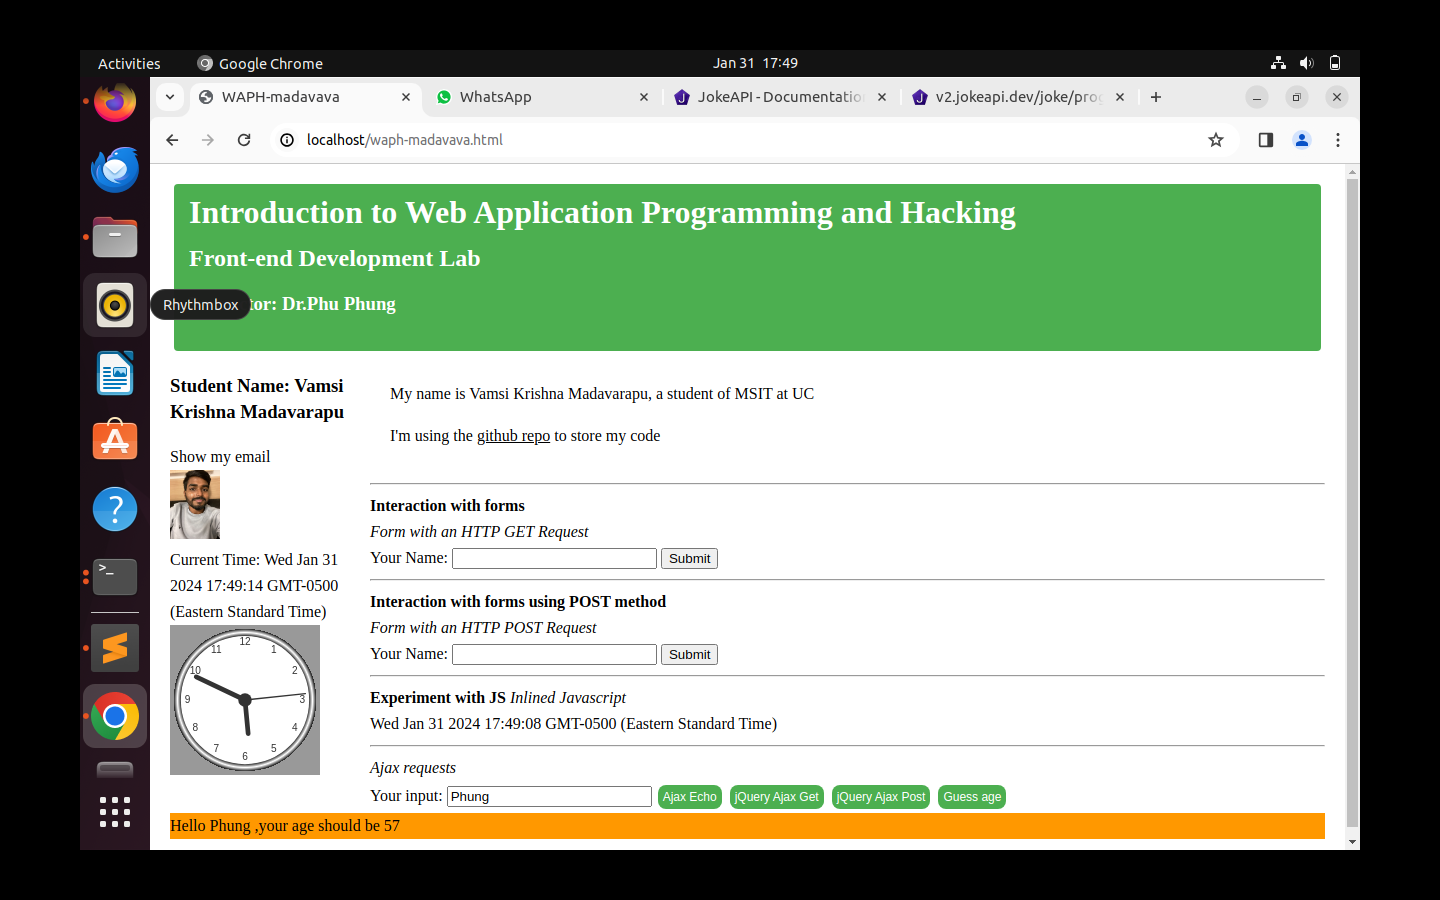 Activities
Google Chrome
Jan 31 17:49
WAPH-madavava
WhatsApp
JokeAPI - Documentatio
v2.jokeapi.dev/joke/prog
localhost/waph-madavava.html
Introduction to Web Application Programming and Hacking
Front-end Development Lab
Rhythmbox
tor: Dr.Phu Phung
Student Name: Vamsi
Krishna Madavarapu
Show my email
Current Time: Wed Jan 31
2024 17:49:14 GMT-0500
(Eastern Standard Time)
12
1
2
3
4
5
6
7
8
9
10
11
My name is Vamsi Krishna Madavarapu, a student of MSIT at UC
I'm using the github repo to store my code
Interaction with forms
Form with an HTTP GET Request
Your Name: Submit
Interaction with forms using POST method
Form with an HTTP POST Request
Your Name: Submit
Experiment with JS Inlined Javascript
Wed Jan 31 2024 17:49:08 GMT-0500 (Eastern Standard Time)
Ajax requests
Your input: Phung Ajax Echo jQuery Ajax Get jQuery Ajax Post Guess age
Hello Phung ,your age should be 57